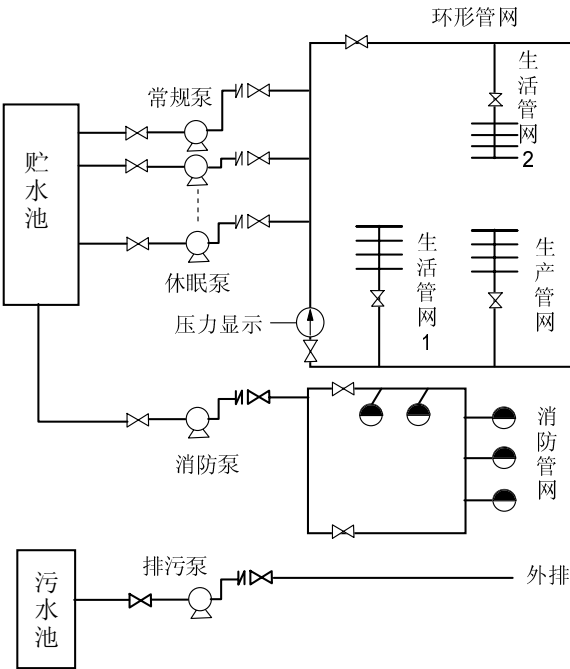 环形管网
常规泵
生活管网2
贮水池
休眠泵
生活管网1
生产管网
压力显示
消防泵
消防管网
排污泵
污水池
外排